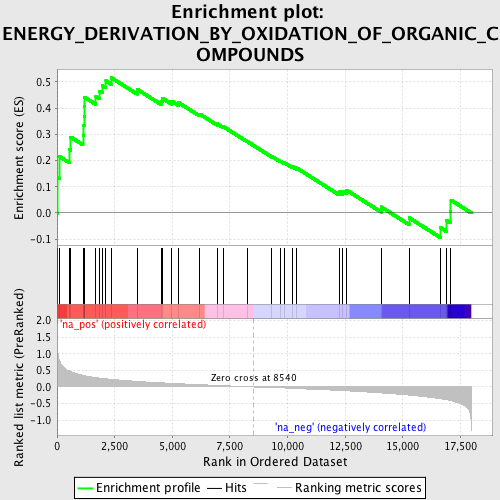 Enrichment plot:
ENERGY_DERIVATION_BY_OXIDATION_OF_ORGANIC_C
OMPOUNDS
Enrichment score (ES)
0.5
0.4
0.3
0.2
0.1
0.0
-0.1
'na_pos' (positively correlated)
Ranked list metric (PreRanked)
2.0
1.5
1.0
0.5
0.0
-0.5
-1.0
Zero cross at 8540
'na_neg' (negatively correlated)
0 2,500 5,000 7,500 10,000 12,500 15,000 17,500
Rank in Ordered Dataset
Enrichment profile Hits Ranking metric scores